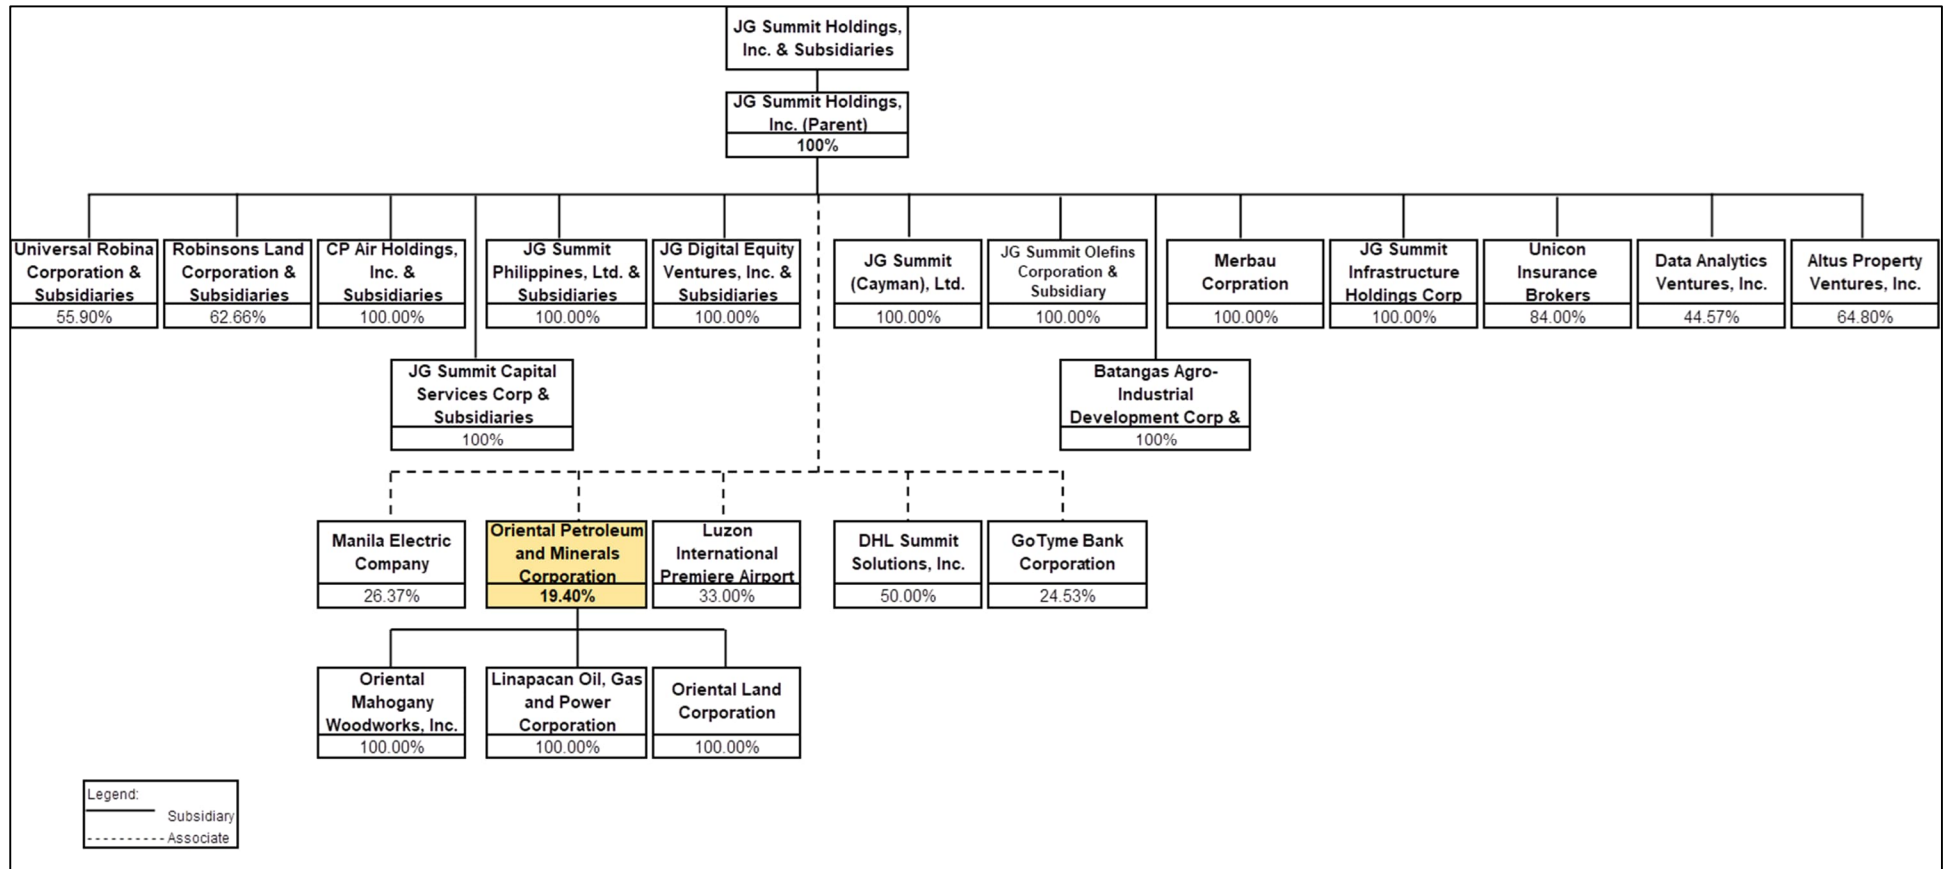 JG Summit Holdings,
Inc. & Subsidiaries
JG Summit Holdings,
Inc. (Parent)
100%
Universal Robina
Corporation &
Subsidiaries
55.90%
Robinsons Land
Corporation &
Subsidiaries
62.66%
CP Air Holdings,
Inc. &
Subsidiaries
100.00%
JG Summit
Philippines, Ltd. &
Subsidiaries
100.00%
JG Digital Equity
Ventures, Inc. &
Subsidiaries
100.00%
JG Summit
(Cayman), Ltd.
100.00%
JG Summit Olefins
Corporation &
Subsidiary
100.00%
Merbau
Corpration
100.00%
JG Summit
Infrastructure
Holdings Corp
100.00%
Unicon
Insurance
Brokers
84.00%
Data Analytics
Ventures, Inc.
44.57%
Altus Property
Ventures, Inc.
64.80%
JG Summit Capital
Services Corp &
Subsidiaries
100%
Batangas Agro-
Industrial
Development Corp &
100%
Manila Electric
Company
26.37%
Oriental Petroleum
and Minerals
Corporation
19.40%
Luzon
International
Premiere Airport
33.00%
DHL Summit
Solutions, Inc.
50.00%
GoTyme Bank
Corporation
24.53%
Oriental
Mahogany
Woodworks, Inc.
100.00%
Linapacan Oil, Gas
and Power
Corporation
100.00%
Oriental Land
Corporation
100.00%
Legend:
Subsidiary
Associate